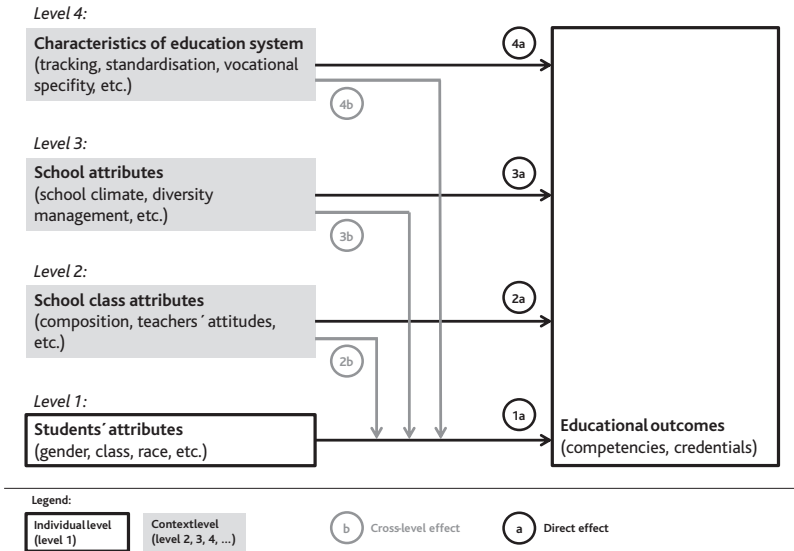 Level 4:
Characteristics of education system
(tracking, standardisation, vocational
specifity, etc.)
4a
4b
Level 3:
School attributes
(school climate, diversity
management, etc.)
3a
3b
Level 2:
School class attributes
(composition, teachers´attitudes,
etc.)
2a
2b
Level 1:
Students´attributes
(gender, class, race, etc.)
1a
Educational outcomes
(competencies, credentials)
Legend:
Individual level
(level 1)
Context level
(level 2, 3, 4, ...)
b Cross-level effect
a Direct effect